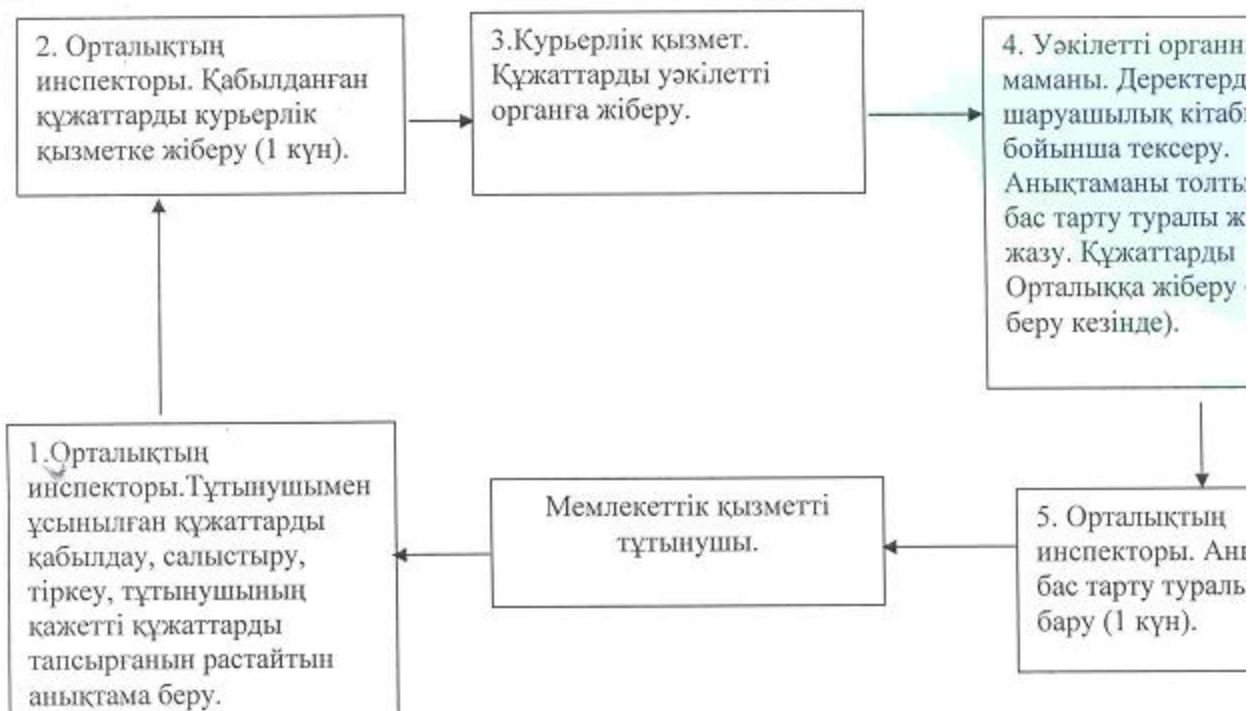 2. Орталықтың
инспекторы. Қабылданған
құжаттарды курьерлік
қызметке жіберу (1 күн).
3.Курьерлік қызмет.
Құжаттарды уәкілетті
органға жіберу.
4. Уәкілетті органн
маманы. Деректерд
шаруашылық кітаб
бойынша тексеру.
Анықтаманы толты
бас тарту туралы ж
жазу. Құжаттарды
Орталыққа жіберу
беру кезінде).
1.Орталықтың
инспекторы.Тұтынушымен
ұсынылған құжаттарды
қабылдау, салыстыру,
тіркеу, тұтынушының
қажетті құжаттарды
тапсырғанын растайтын
анықтама беру.
Мемлекеттік қызметті
тұтынушы.
5. Орталықтың
инспекторы. Ан
бас тарту турал
бару (1 күн).